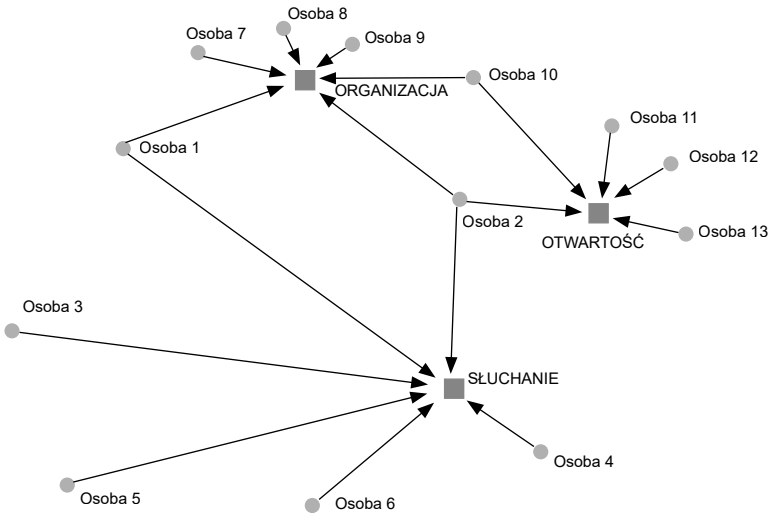 Osoba 8
Osoba 7
Osoba 9
Osoba 10
ORGANIZACJA
Osoba 11
Osoba 1
Osoba 12
Osoba 2
Osoba 13
OTWARTOŚĆ
Osoba 3
SŁUCHANIE
Osoba 4
Osoba 5
Osoba 6